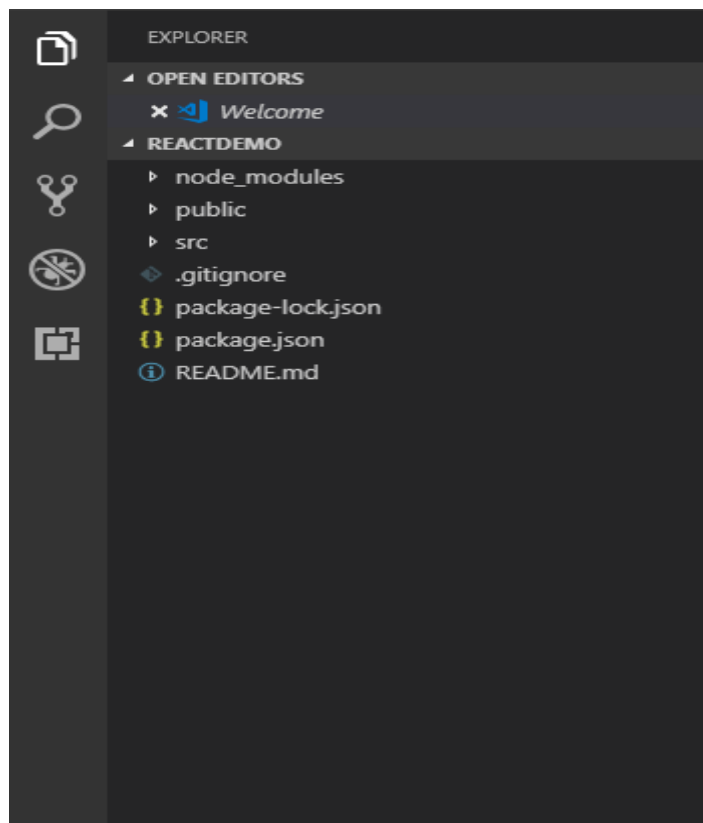 EXPLORER
OPEN EDITORS
Welcome
REACTDEMO
node_modules
public
src
.gitignore
package-lock.json
package.json
README.md